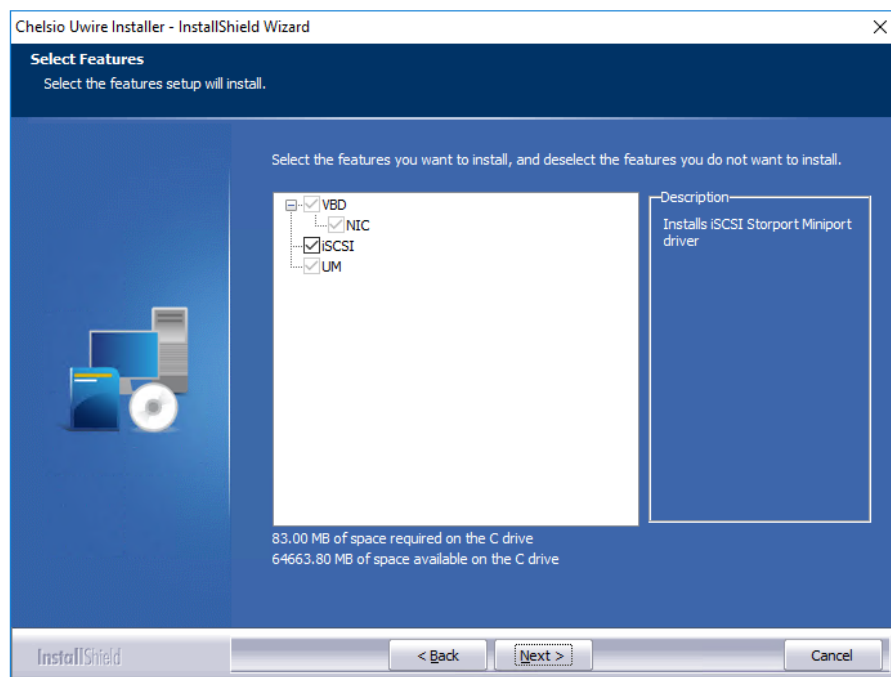 Chelsio Uwire Installer - InstallShield Wizard
Select Features
Select the features setup will install.
Select the features you want to install, and deselect the features you do not want to install.
VBD
NIC
iSCSI
UM
Description
Installs iSCSI Storport Miniport
driver
83.00 MB of space required on the C drive
64663.80 MB of space available on the C drive
InstallShield
< Back
Next >
Cancel